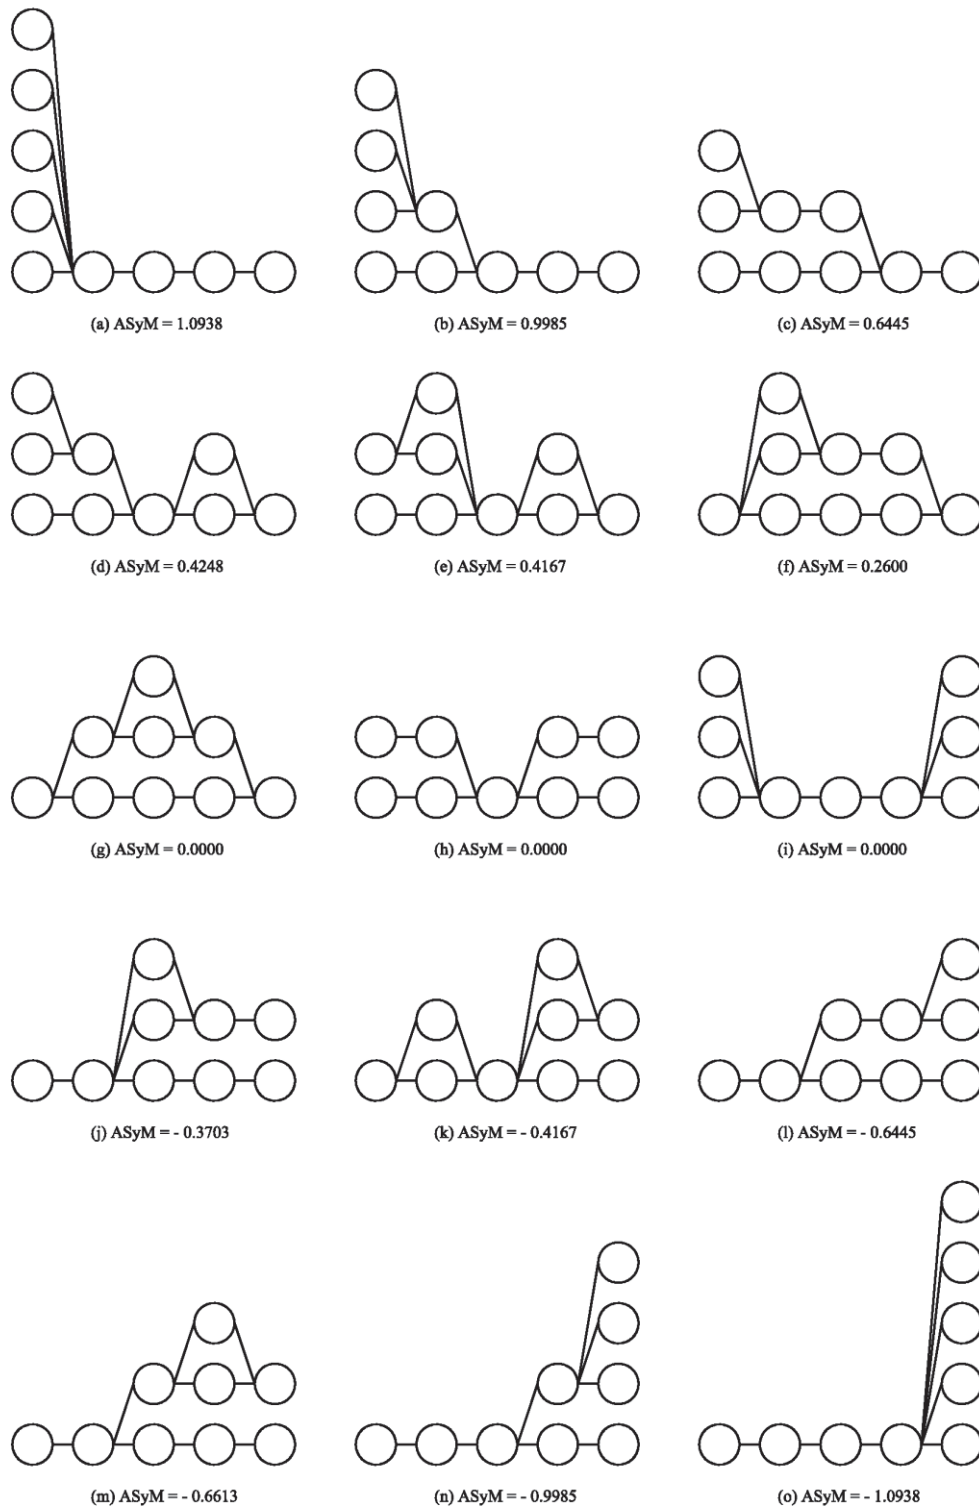 (a) ASyM = 1.0938
(b) ASyM = 0.9985
(c) ASyM = 0.6445
(d) ASyM = 0.4248
(e) ASyM = 0.4167
(f) ASyM = 0.2600
(g) ASyM = 0.0000
(h) ASyM = 0.0000
(i) ASyM = 0.0000
(j) ASyM = - 0.3703
(k) ASyM = - 0.4167
(l) ASyM = - 0.6445
(m) ASyM = - 0.6613
(n) ASyM = - 0.9985
(o) ASyM = - 1.0938